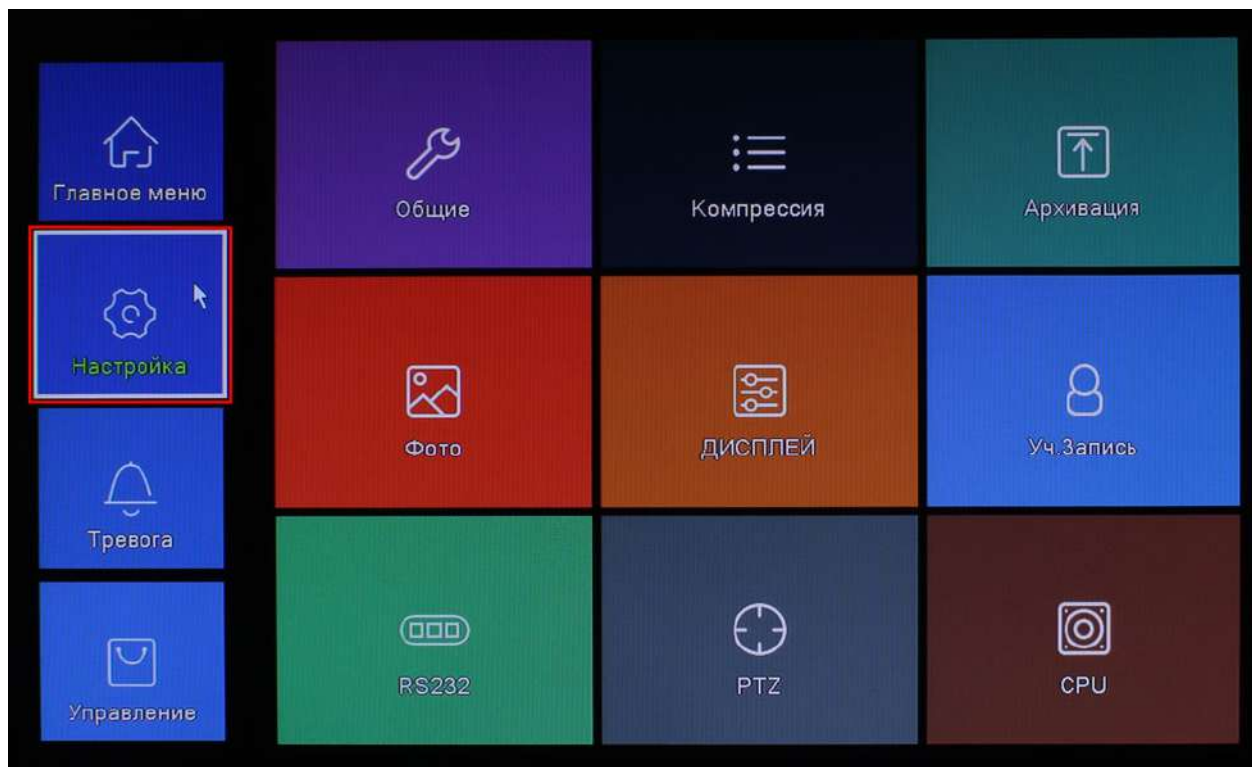 Главное меню
Настройка
Тревога
Управление
Общие
Компрессия
Архивация
Фото
ДИСПЛЕЙ
Уч.Запись
RS232
PTZ
CPU